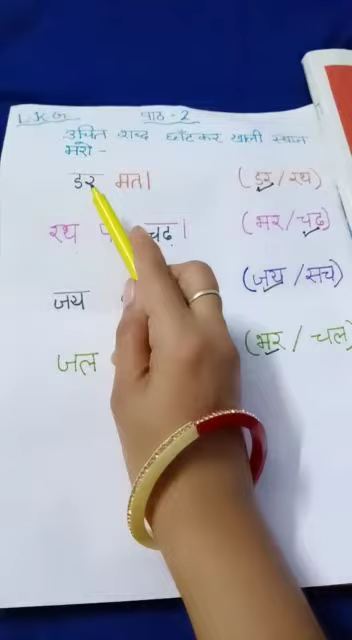 LKG पाठ - 2
उचित शब्द छाँटकर खाली स्थान
भरो -
डर मत। (डर / रथ)
रथ चढ़। (भर / चढ़)
जय (जय / सच)
जल (भर / चल)